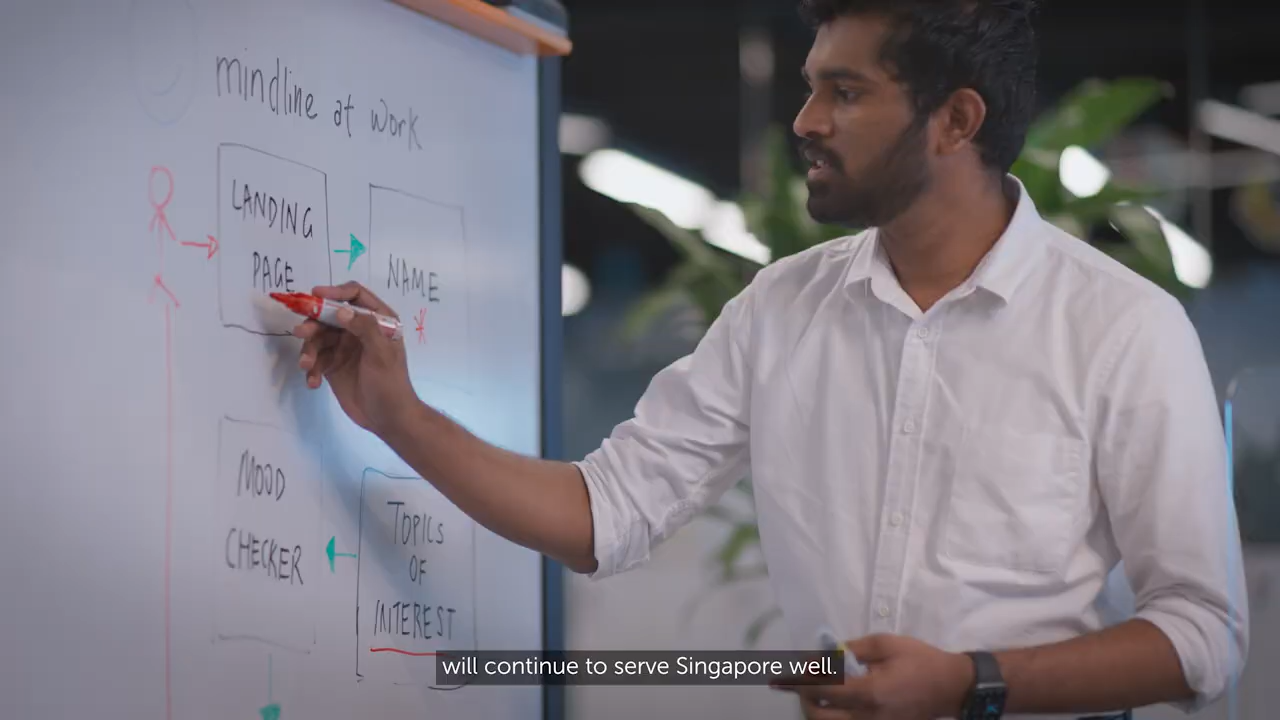 mindline at work
LANDING
PAGE
NAME
*
MOOD
CHECKER
TOPICS
OF
INTEREST
will continue to serve Singapore well.